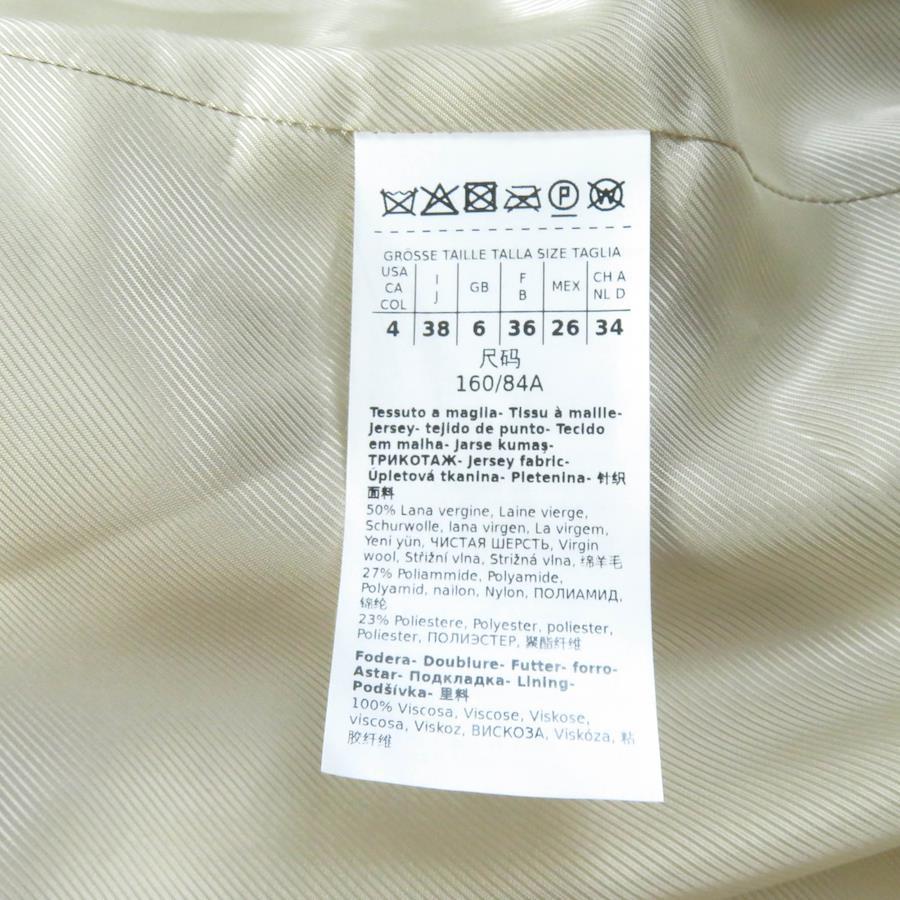 P W
GRÖSSE TAILLE TALLA SIZE TAGLIA
USA CA COL I J GB F B MEX CH A NL D
4 38 6 36 26 34
尺码
160/84A
Tessuto a maglia- Tissu à maille-
Jersey- tejido de punto- Tecido
em malha- Jarse kumaş-
ТРИКОТАЖ- Jersey fabric-
Úpletová tkanina- Pletenina- 针织
面料
50% Lana vergine, Laine vierge,
Schurwolle, lana virgen, La virgem,
Yeni yün, ЧИСТАЯ ШЕРСТЬ, Virgin
wool, Střižní vlna, Strižná vlna, 绵羊毛
27% Poliammide, Polyamide,
Polyamid, nailon, Nylon, ПОЛИАМИД,
锦纶
23% Poliestere, Polyester, poliester,
Poliester, ПОЛИЭСТЕР, 聚酯纤维
Fodera- Doublure- Futter- forro-
Astar- Подкладка- Lining-
Podšívka- 里料
100% Viscosa, Viscose, Viskose,
viscosa, Viskoz, ВИСКОЗА, Viskóza, 粘
胶纤维